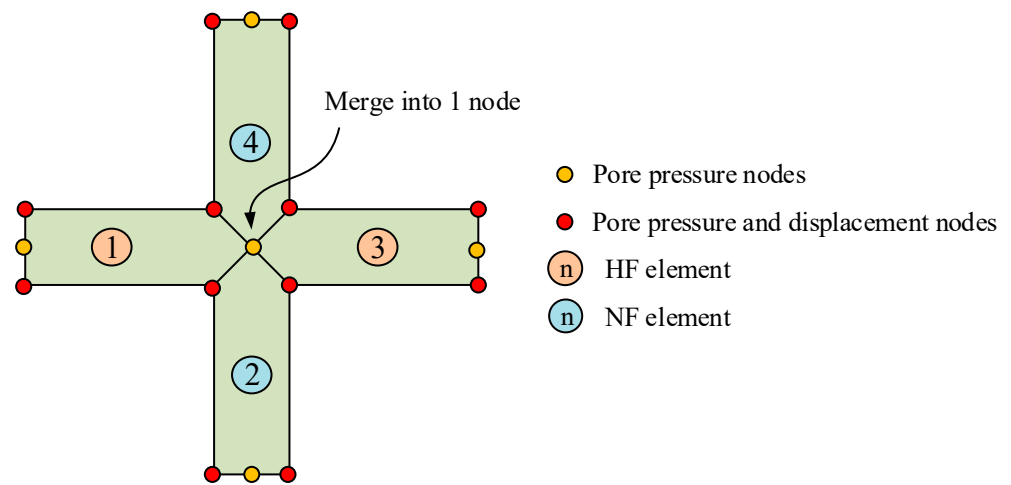 Merge into 1 node
4
1
3
2
Pore pressure nodes
Pore pressure and displacement nodes
n HF element
n NF element